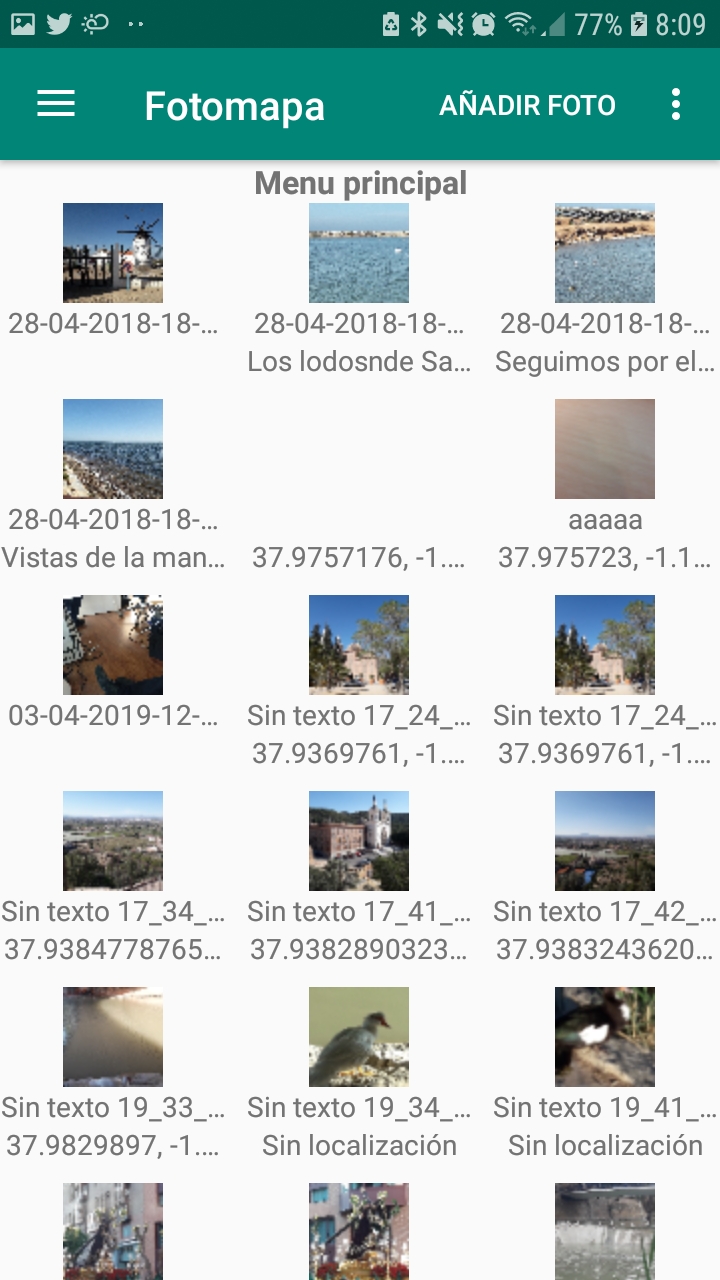 77% 8:09
Fotomapa AÑADIR FOTO
Menu principal
28-04-2018-18-... 28-04-2018-18-... 28-04-2018-18-...
Los lodosnde Sa... Seguimos por el...
28-04-2018-18-... aaaaa
Vistas de la man... 37.9757176, -1.... 37.975723, -1.1...
03-04-2019-12-... Sin texto 17_24_... Sin texto 17_24_...
37.9369761, -1.... 37.9369761, -1....
Sin texto 17_34_... Sin texto 17_41_... Sin texto 17_42_...
37.9384778765... 37.9382890323... 37.9383243620...
Sin texto 19_33_... Sin texto 19_34_... Sin texto 19_41_...
37.9829897, -1.... Sin localización Sin localización